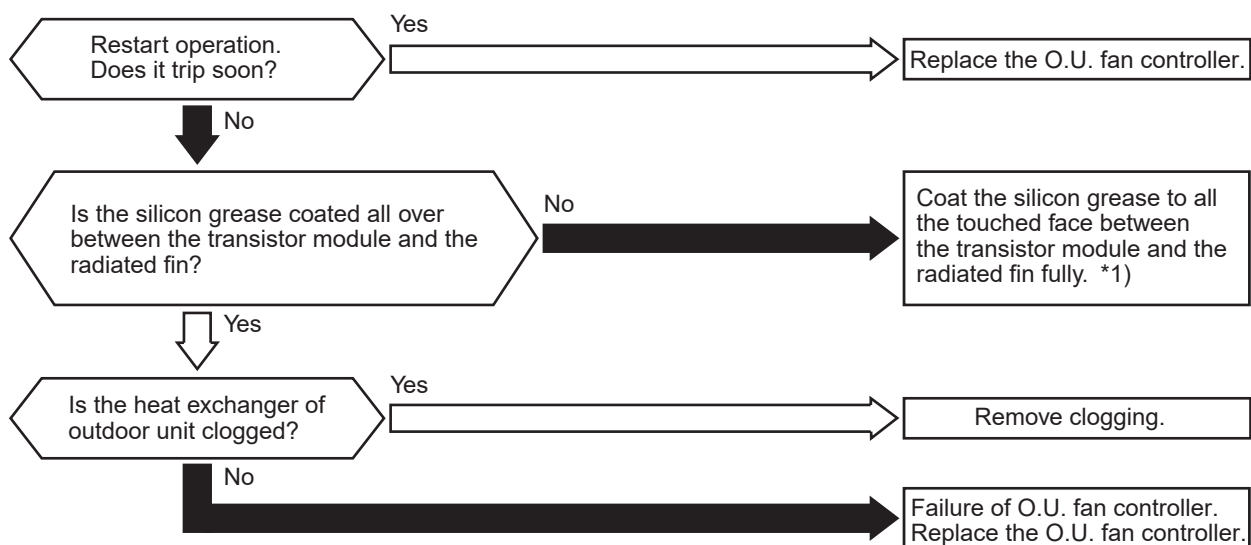 Restart operation.
Does it trip soon?
Yes
Replace the O.U. fan controller.
No
Is the silicon grease coated all over
between the transistor module and the
radiated fin?
No
Coat the silicon grease to all
the touched face between
the transistor module and the
radiated fin fully. *1)
Yes
Is the heat exchanger of
outdoor unit clogged?
Yes
Remove clogging.
No
Failure of O.U. fan controller.
Replace the O.U. fan controller.